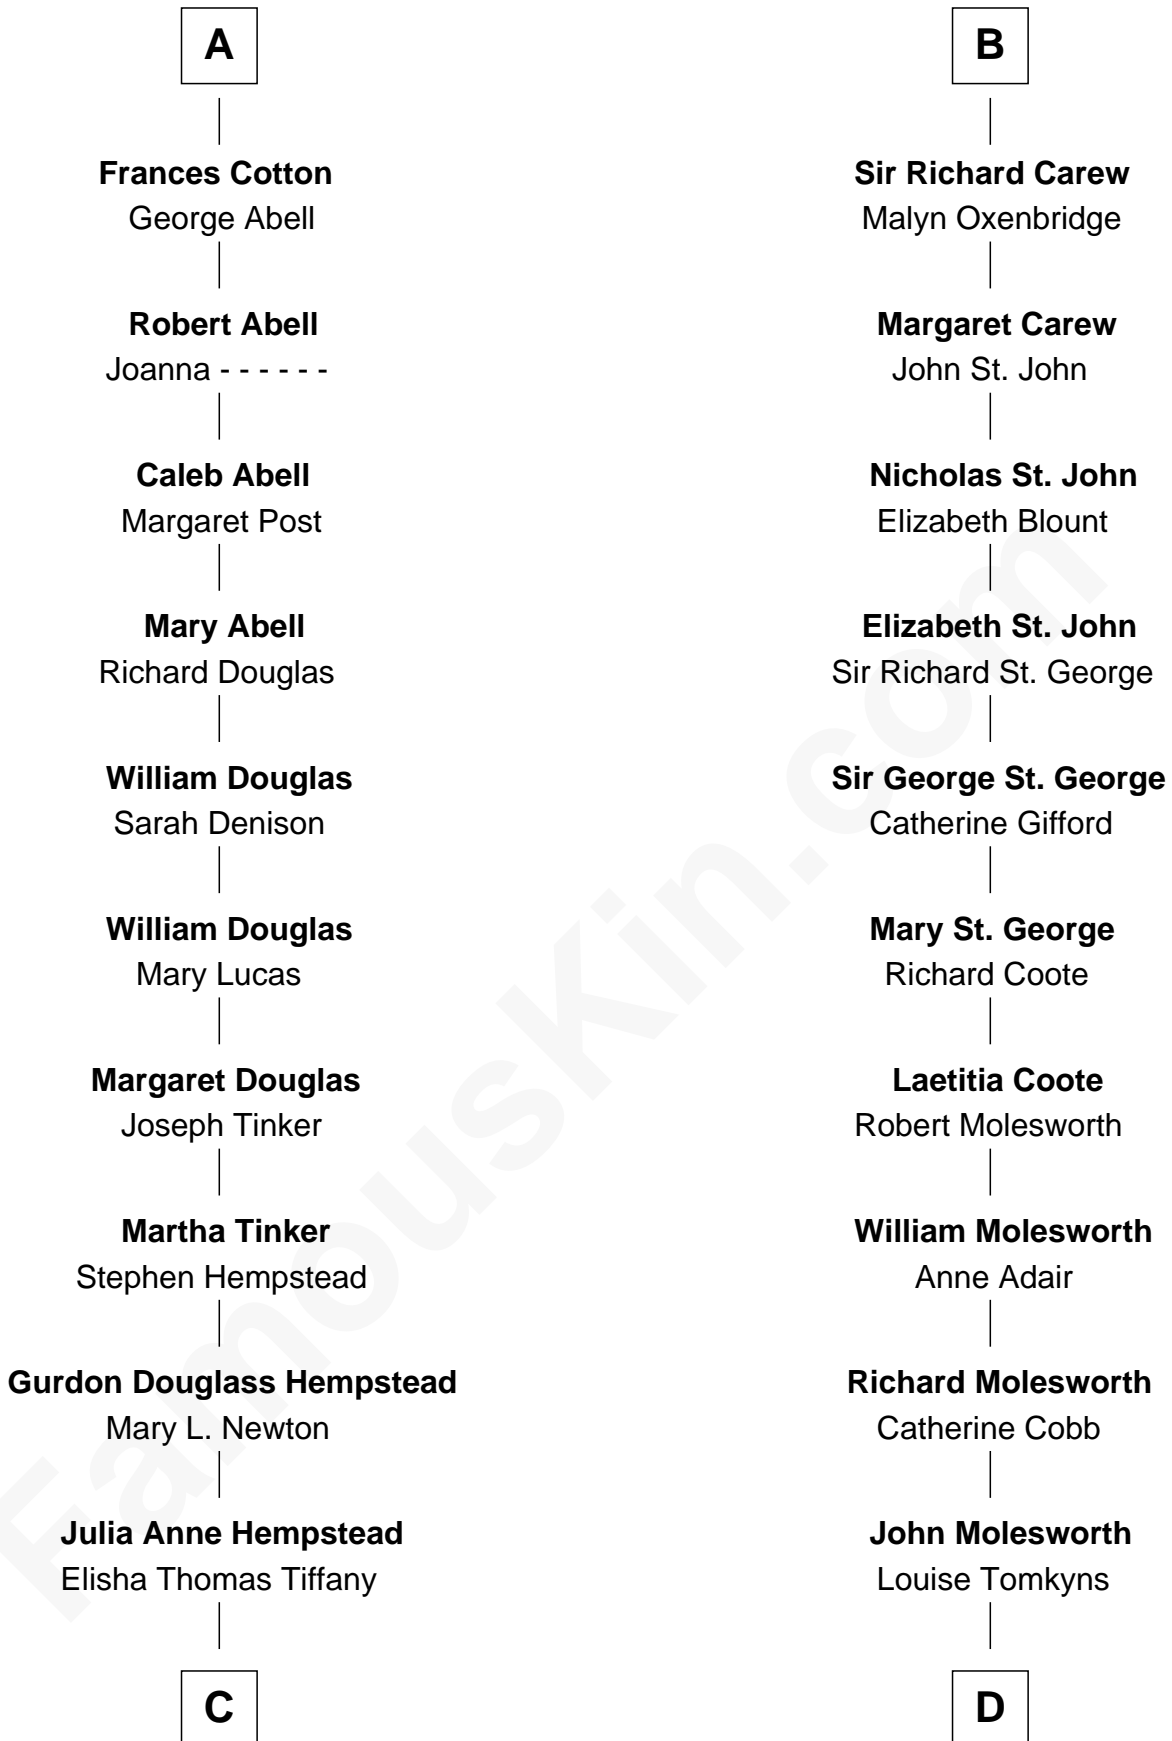 A
Frances Cotton
George Abell
Robert Abell
Joanna - - - - - -
Caleb Abell
Margaret Post
Mary Abell
Richard Douglas
William Douglas
Sarah Denison
William Douglas
Mary Lucas
Margaret Douglas
Joseph Tinker
Martha Tinker
Stephen Hempstead
Gurdon Douglass Hempstead
Mary L. Newton
Julia Anne Hempstead
Elisha Thomas Tiffany
C
B
Sir Richard Carew
Malyn Oxenbridge
Margaret Carew
John St. John
Nicholas St. John
Elizabeth Blount
Elizabeth St. John
Sir Richard St. George
Sir George St. George
Catherine Gifford
Mary St. George
Richard Coote
Laetitia Coote
Robert Molesworth
William Molesworth
Anne Adair
Richard Molesworth
Catherine Cobb
John Molesworth
Louise Tomkyns
D
FamousKin.com